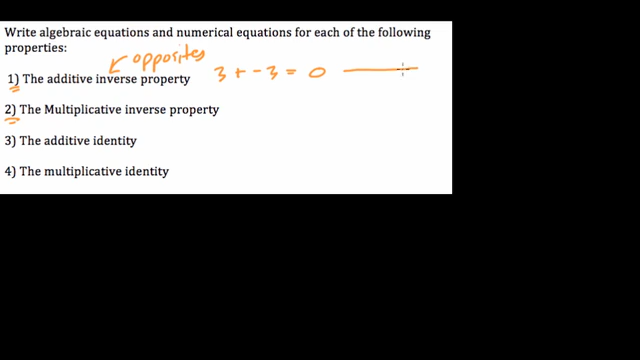 Write algebraic equations and numerical equations for each of the following
properties:
opposites
1) The additive inverse property 3 + -3 = 0
2) The Multiplicative inverse property
3) The additive identity
4) The multiplicative identity